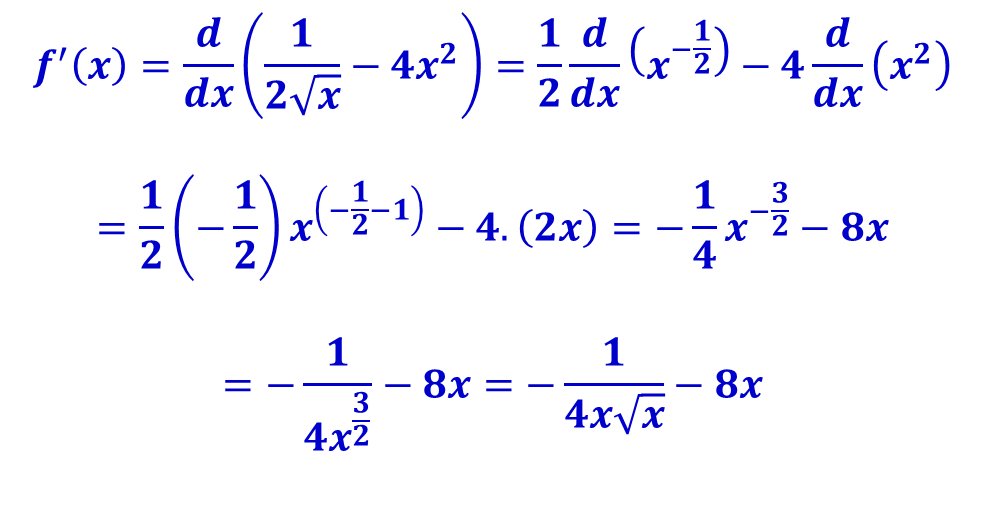 f'(x) = d/dx (1/(2√x) − 4x²) = 1/2 d/dx (x^(−1/2)) − 4 d/dx (x²)
= 1/2 (−1/2) x^(−1/2−1) − 4.(2x) = − 1/4 x^(−3/2) − 8x
= − 1/(4x^(3/2)) − 8x = − 1/(4x√x) − 8x